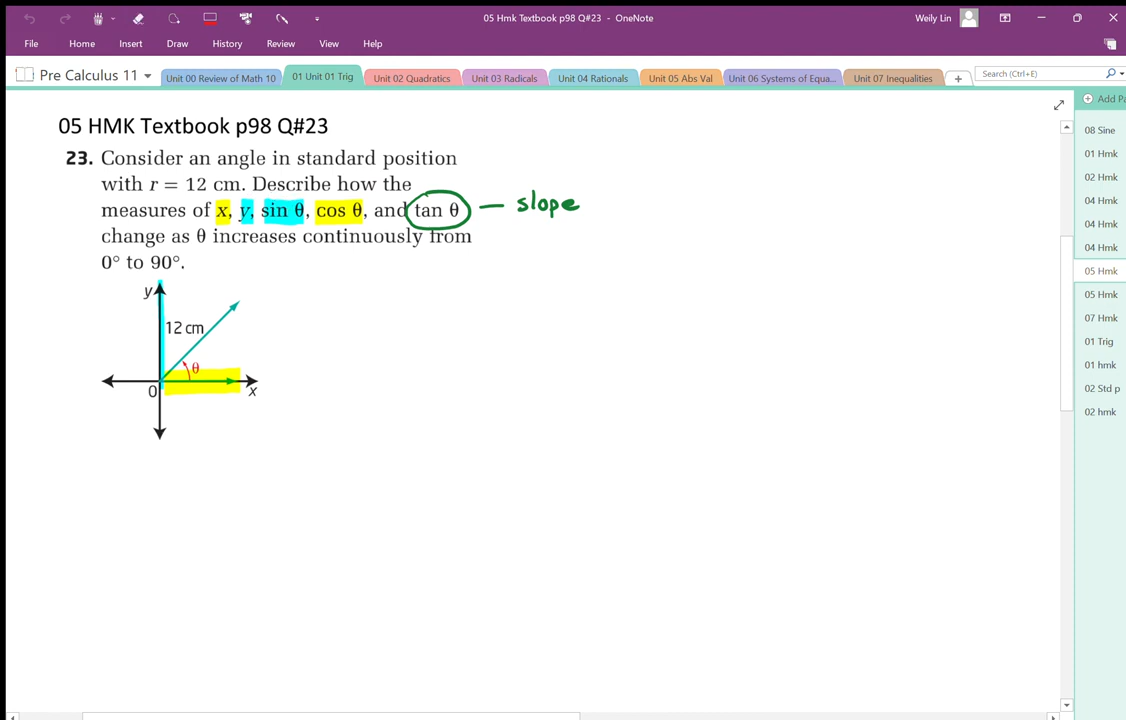 05 Hmk Textbook p98 Q#23 - OneNote
Weily Lin
File Home Insert Draw History Review View Help
Pre Calculus 11
Unit 00 Review of Math 10
01 Unit 01 Trig
Unit 02 Quadratics
Unit 03 Radicals
Unit 04 Rationals
Unit 05 Abs Val
Unit 06 Systems of Equa...
Unit 07 Inequalities
Search (Ctrl+E)
Add Pa
05 HMK Textbook p98 Q#23
23. Consider an angle in standard position
with r = 12 cm. Describe how the
measures of x, y, sin θ, cos θ, and tan θ — slope
change as θ increases continuously from
0° to 90°.
y
12 cm
θ
0
x
08 Sine
01 Hmk
02 Hmk
04 Hmk
04 Hmk
04 Hmk
05 Hmk
05 Hmk
07 Hmk
01 Trig
01 hmk
02 Std p
02 hmk